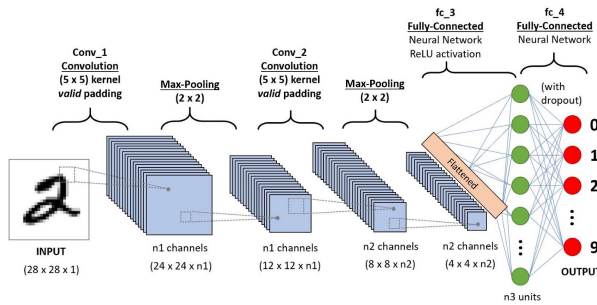 Conv_1
Convolution
(5 x 5) kernel
valid padding
Max-Pooling
(2 x 2)
Conv_2
Convolution
(5 x 5) kernel
valid padding
Max-Pooling
(2 x 2)
fc_3
Fully-Connected
Neural Network
ReLU activation
fc_4
Fully-Connected
Neural Network
(with
dropout)
Flattened
0
1
2
9
INPUT
(28 x 28 x 1)
n1 channels
(24 x 24 x n1)
n1 channels
(12 x 12 x n1)
n2 channels
(8 x 8 x n2)
n2 channels
(4 x 4 x n2)
n3 units
OUTPUT